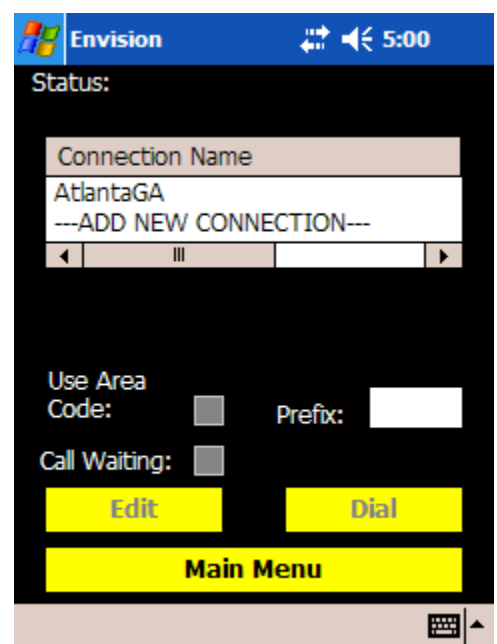 Envision 5:00
Status:
Connection Name
AtlantaGA
---ADD NEW CONNECTION---
Use Area
Code:
Prefix:
Call Waiting:
Edit
Dial
Main Menu